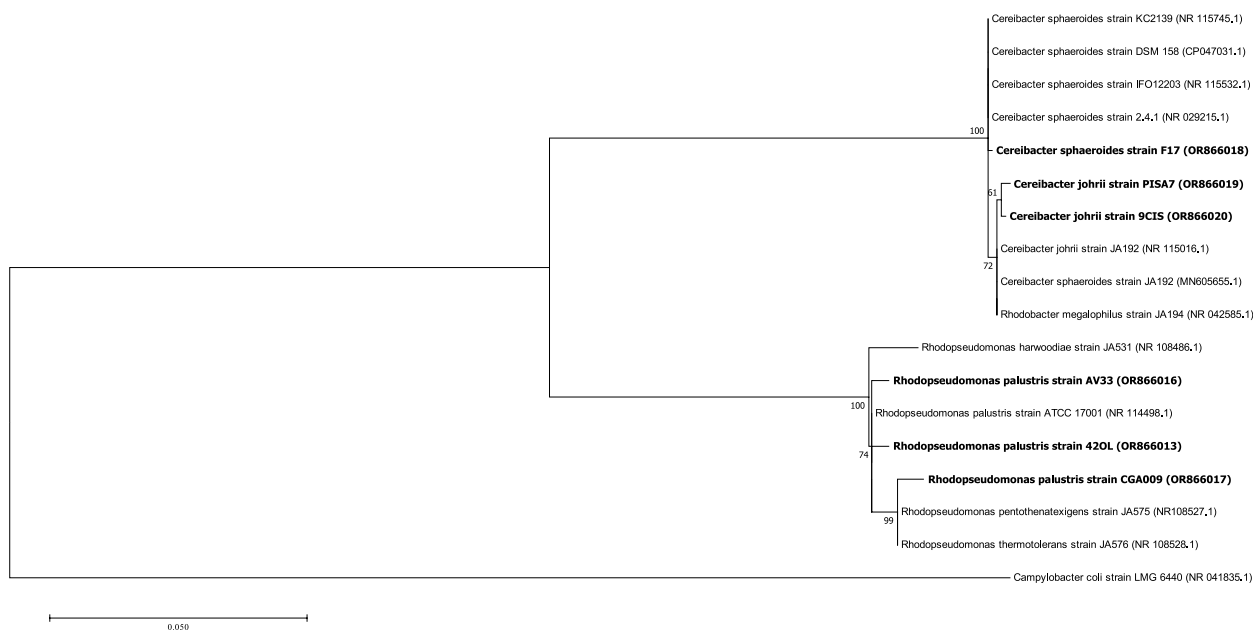 Cereibacter sphaeroides strain KC2139 (NR 115745.1)
Cereibacter sphaeroides strain DSM 158 (CP047031.1)
Cereibacter sphaeroides strain IFO12203 (NR 115532.1)
Cereibacter sphaeroides strain 2.4.1 (NR 029215.1)
100
Cereibacter sphaeroides strain F17 (OR866018)
Cereibacter johrii strain PISA7 (OR866019)
61
Cereibacter johrii strain 9CIS (OR866020)
Cereibacter johrii strain JA192 (NR 115016.1)
72
Cereibacter sphaeroides strain JA192 (MN605655.1)
Rhodobacter megalophilus strain JA194 (NR 042585.1)
Rhodopseudomonas harwoodiae strain JA531 (NR 108486.1)
Rhodopseudomonas palustris strain AV33 (OR866016)
100
Rhodopseudomonas palustris strain ATCC 17001 (NR 114498.1)
Rhodopseudomonas palustris strain 42OL (OR866013)
74
Rhodopseudomonas palustris strain CGA009 (OR866017)
Rhodopseudomonas pentothenatexigens strain JA575 (NR108527.1)
99
Rhodopseudomonas thermotolerans strain JA576 (NR 108528.1)
Campylobacter coli strain LMG 6440 (NR 041835.1)
0.050